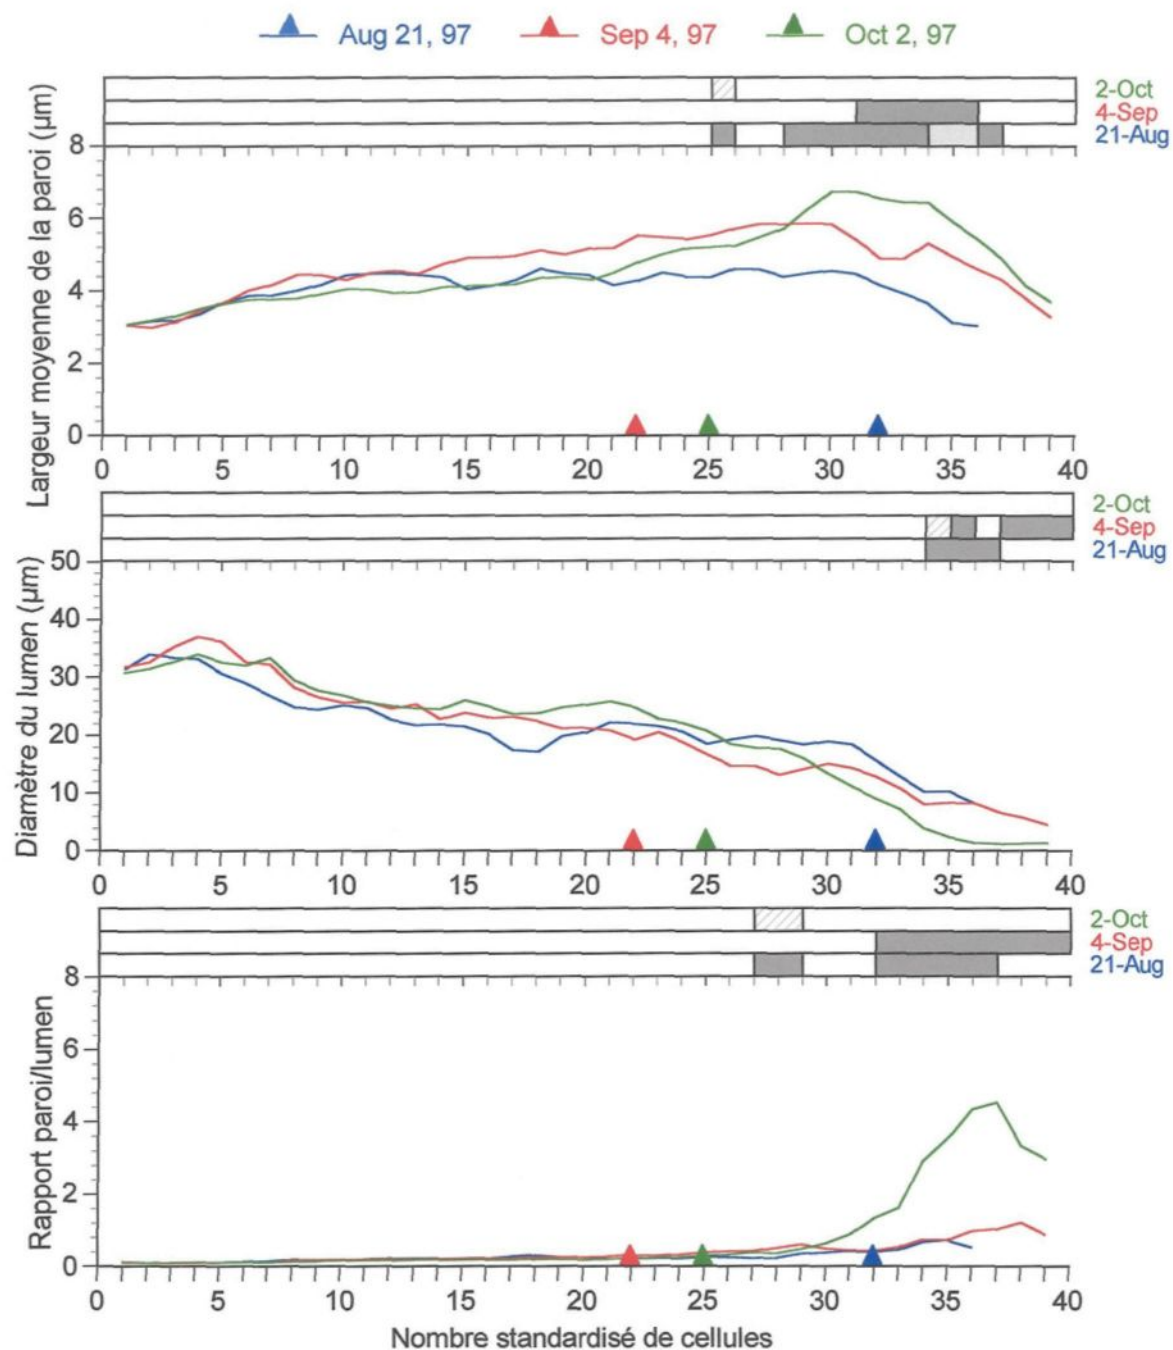 Aug 21, 97 Sep 4, 97 Oct 2, 97
2-Oct
4-Sep
21-Aug
Largeur moyenne de la paroi (µm)
8
6
4
2
0
0 5 10 15 20 25 30 35 40
2-Oct
4-Sep
21-Aug
Diamètre du lumen (µm)
50
40
30
20
10
0
0 5 10 15 20 25 30 35 40
2-Oct
4-Sep
21-Aug
Rapport paroi/lumen
8
6
4
2
0
0 5 10 15 20 25 30 35 40
Nombre standardisé de cellules